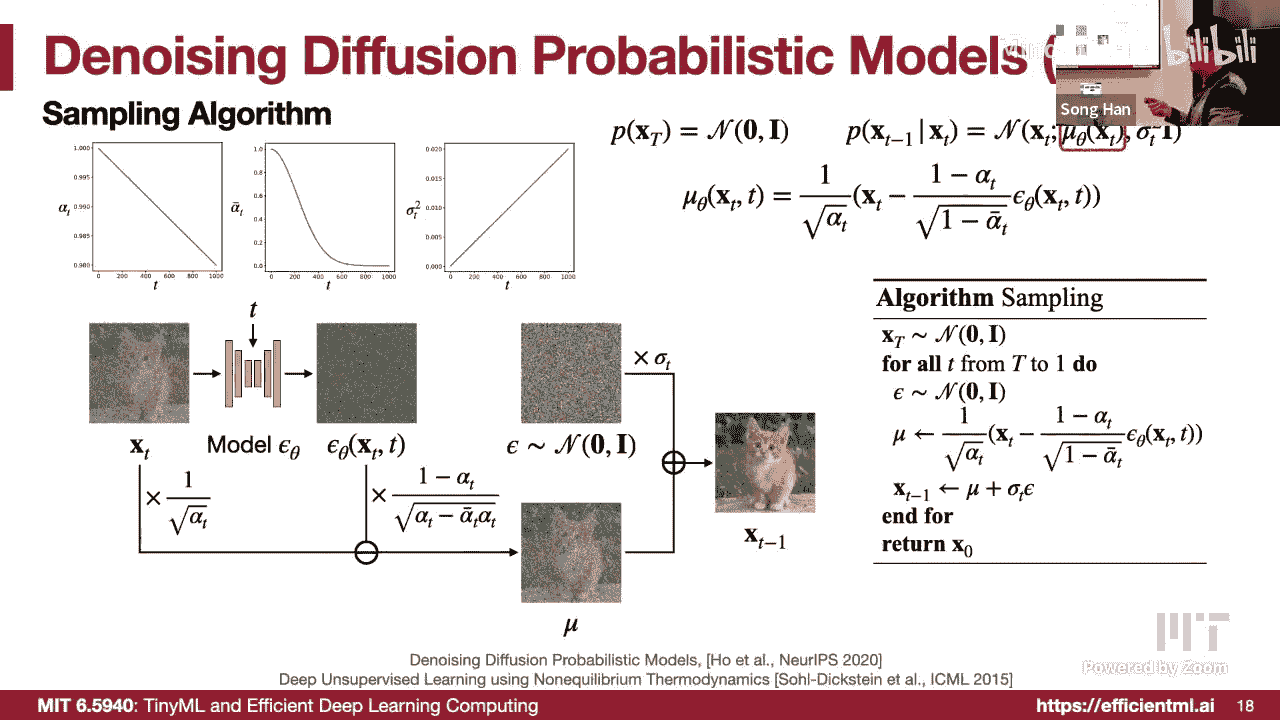 Denoising Diffusion Probabilistic Models (
bilibili
Song Han
Sampling Algorithm
p(x_T) = 𝒩(0, I) p(x_{t−1} | x_t) = 𝒩(x_t; μ_θ(x_t), σ_t²I)
μ_θ(x_t, t) = 1/√α_t (x_t − (1 − α_t)/√(1 − ᾱ_t) ϵ_θ(x_t, t))
1.000
0.995
0.990
0.985
0.980
α_t
0 200 400 600 800 1000
t
1.0
0.8
0.6
0.4
0.2
0.0
ᾱ_t
0 200 400 600 800 1000
t
0.020
0.015
0.010
0.005
0.000
σ_t²
0 200 400 600 800 1000
t
t
x_t Model ϵ_θ ϵ_θ(x_t, t) ϵ ∼ 𝒩(0, I)
× σ_t
× 1/√α_t
× (1 − α_t)/√(α_t − ᾱ_tα_t)
μ
x_{t−1}
Algorithm Sampling
x_T ∼ 𝒩(0, I)
for all t from T to 1 do
ϵ ∼ 𝒩(0, I)
μ ← 1/√α_t (x_t − (1 − α_t)/√(1 − ᾱ_t) ϵ_θ(x_t, t))
x_{t−1} ← μ + σ_tϵ
end for
return x_0
MIT
Powered by Zoom
Denoising Diffusion Probabilistic Models, [Ho et al., NeurIPS 2020]
Deep Unsupervised Learning using Nonequilibrium Thermodynamics [Sohl-Dickstein et al., ICML 2015]
MIT 6.5940: TinyML and Efficient Deep Learning Computing https://efficientml.ai 18